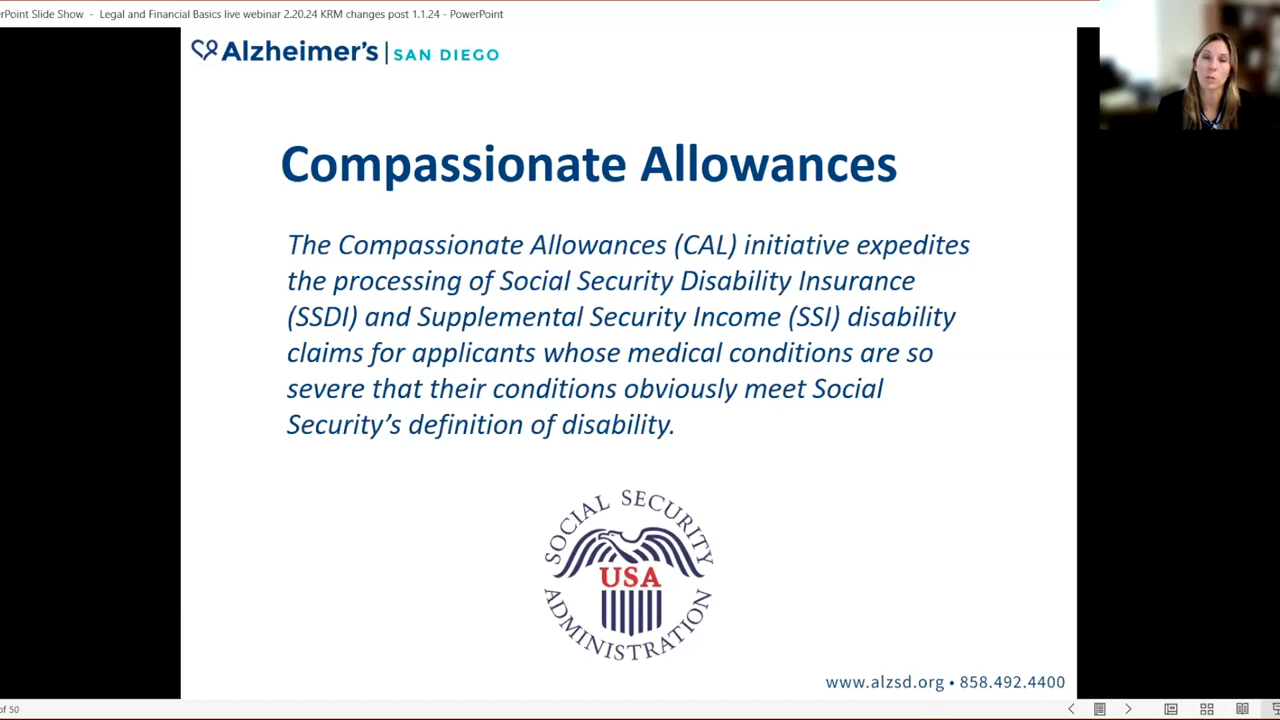 PowerPoint Slide Show - Legal and Financial Basics live webinar 2.20.24 KRM changes post 1.1.24 - PowerPoint
Alzheimer's | SAN DIEGO
Compassionate Allowances
The Compassionate Allowances (CAL) initiative expedites
the processing of Social Security Disability Insurance
(SSDI) and Supplemental Security Income (SSI) disability
claims for applicants whose medical conditions are so
severe that their conditions obviously meet Social
Security’s definition of disability.
SOCIAL SECURITY
USA
ADMINISTRATION
www.alzsd.org • 858.492.4400
of 50